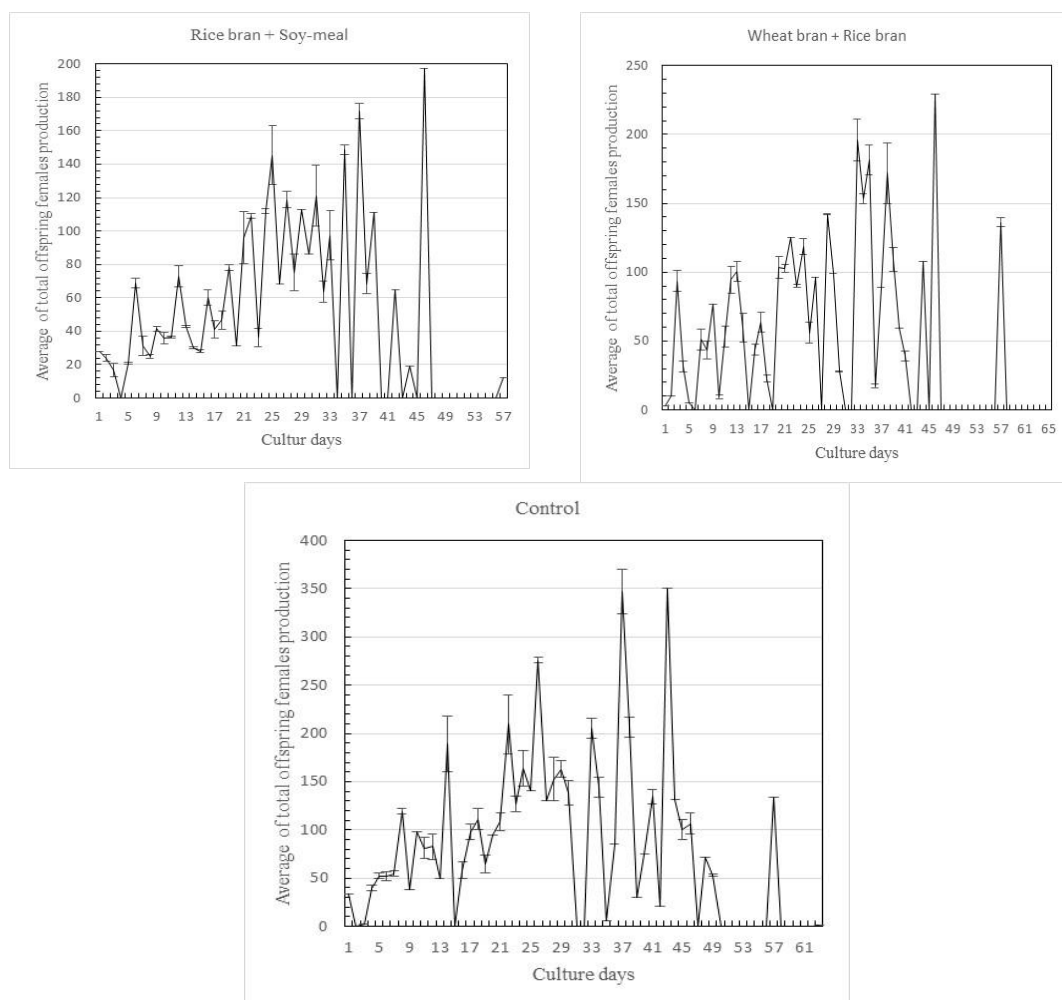 Rice bran + Soy-meal
Average of total offspring females production
200
180
160
140
120
100
80
60
40
20
0
1 5 9 13 17 21 25 29 33 37 41 45 49 53 57
Cultur days
Wheat bran + Rice bran
Average of total offspring females production
250
200
150
100
50
0
1 5 9 13 17 21 25 29 33 37 41 45 49 53 57 61 65
Culture days
Control
Average of total offspring females production
400
350
300
250
200
150
100
50
0
1 5 9 13 17 21 25 29 33 37 41 45 49 53 57 61
Culture days